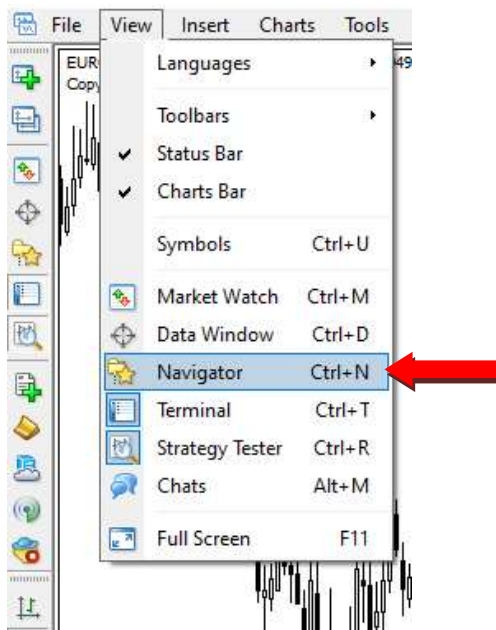 File View Insert Charts Tools
EUR
49
Copy
Languages
Toolbars
Status Bar
Charts Bar
Symbols Ctrl+U
Market Watch Ctrl+M
Data Window Ctrl+D
Navigator Ctrl+N
Terminal Ctrl+T
Strategy Tester Ctrl+R
Chats Alt+M
Full Screen F11